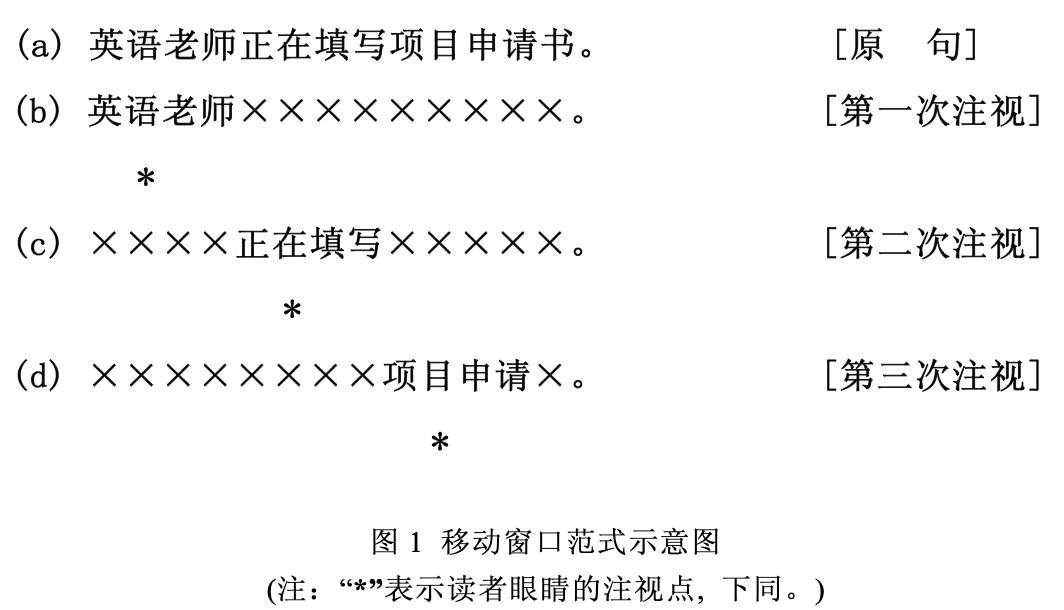 (a) 英语老师正在填写项目申请书。 [原 句]
(b) 英语老师×××××××××。 [第一次注视]
*
(c) ××××正在填写×××××。 [第二次注视]
*
(d) ××××××××项目申请×。 [第三次注视]
*
图 1 移动窗口范式示意图
(注: “*”表示读者眼睛的注视点, 下同。)